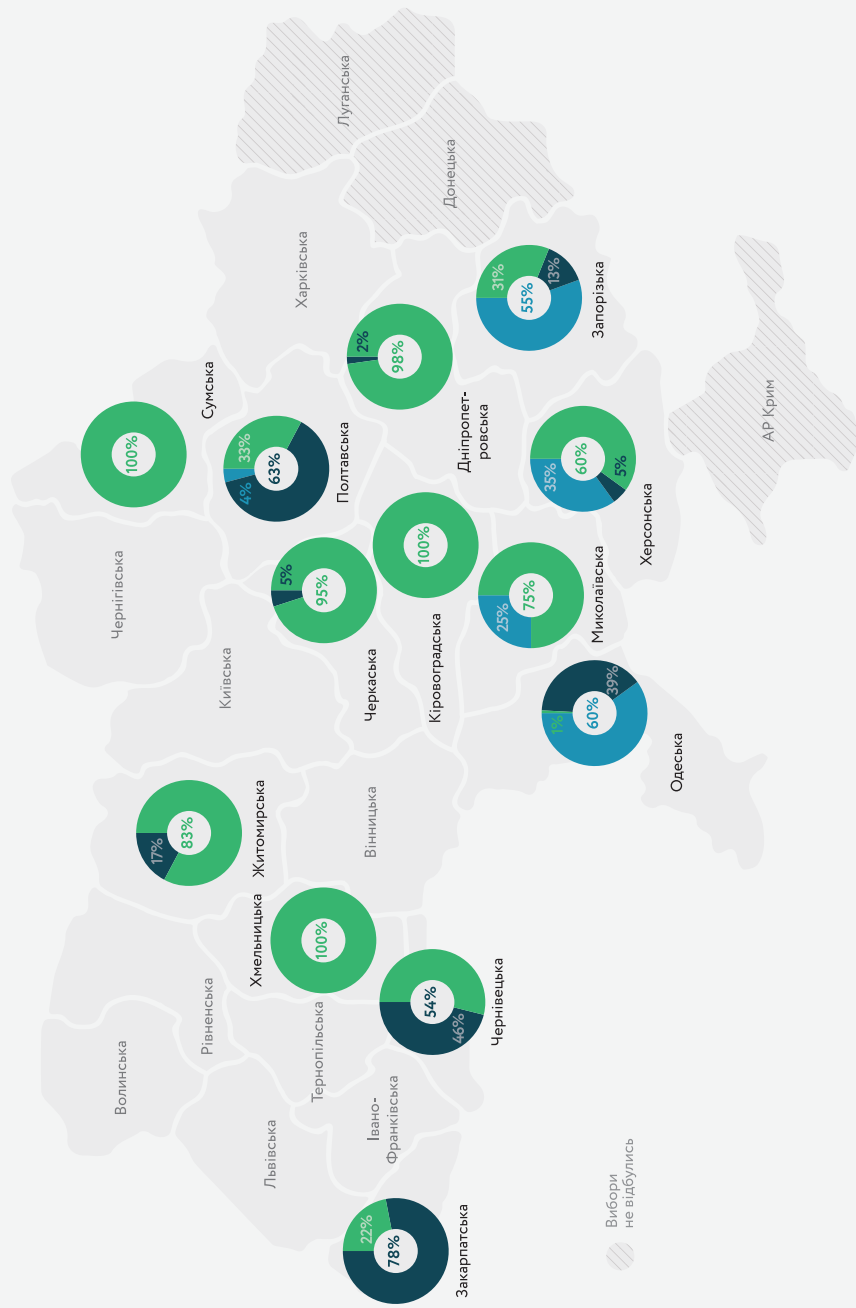 Волинська
Рівненська
Чернігівська
Житомирська
17%
83%
Сумська
100%
Київська
Львівська
Хмельницька
100%
Тернопільська
Полтавська
4%
33%
63%
Харківська
Луганська
Черкаська
5%
95%
Вінницька
Івано-
Франківська
Закарпатська
22%
78%
Чернівецька
54%
46%
Кіровоградська
100%
Дніпропет-
ровська
2%
98%
Донецька
Миколаївська
25%
75%
Запорізька
31%
55%
13%
Одеська
1%
60%
39%
Херсонська
35%
60%
5%
АР Крим
Вибори
не відбулись